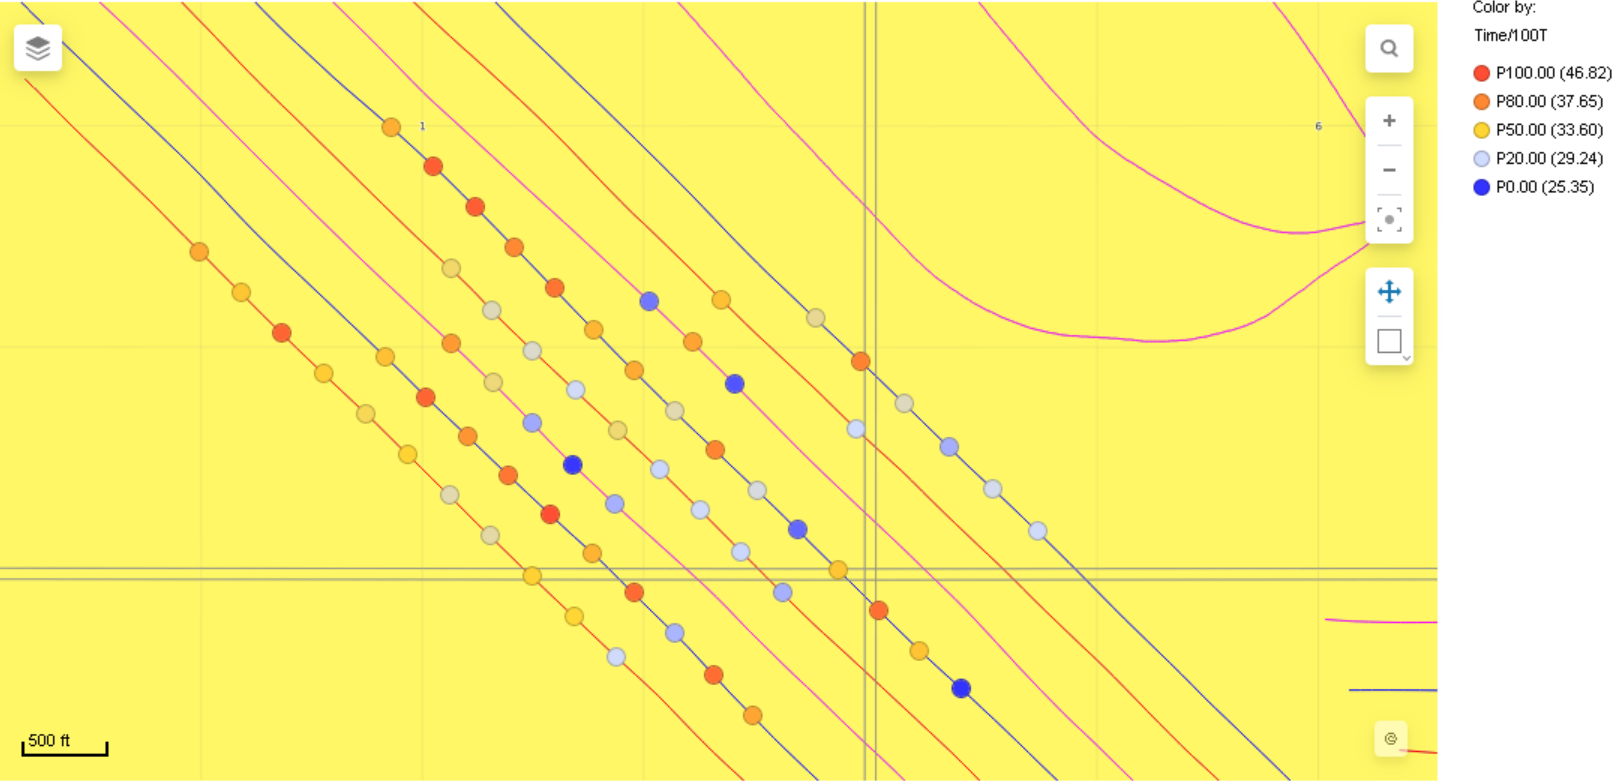 Color by:
Time/100T
P100.00 (46.82)
P80.00 (37.65)
P50.00 (33.60)
P20.00 (29.24)
P0.00 (25.35)
1
6
500 ft